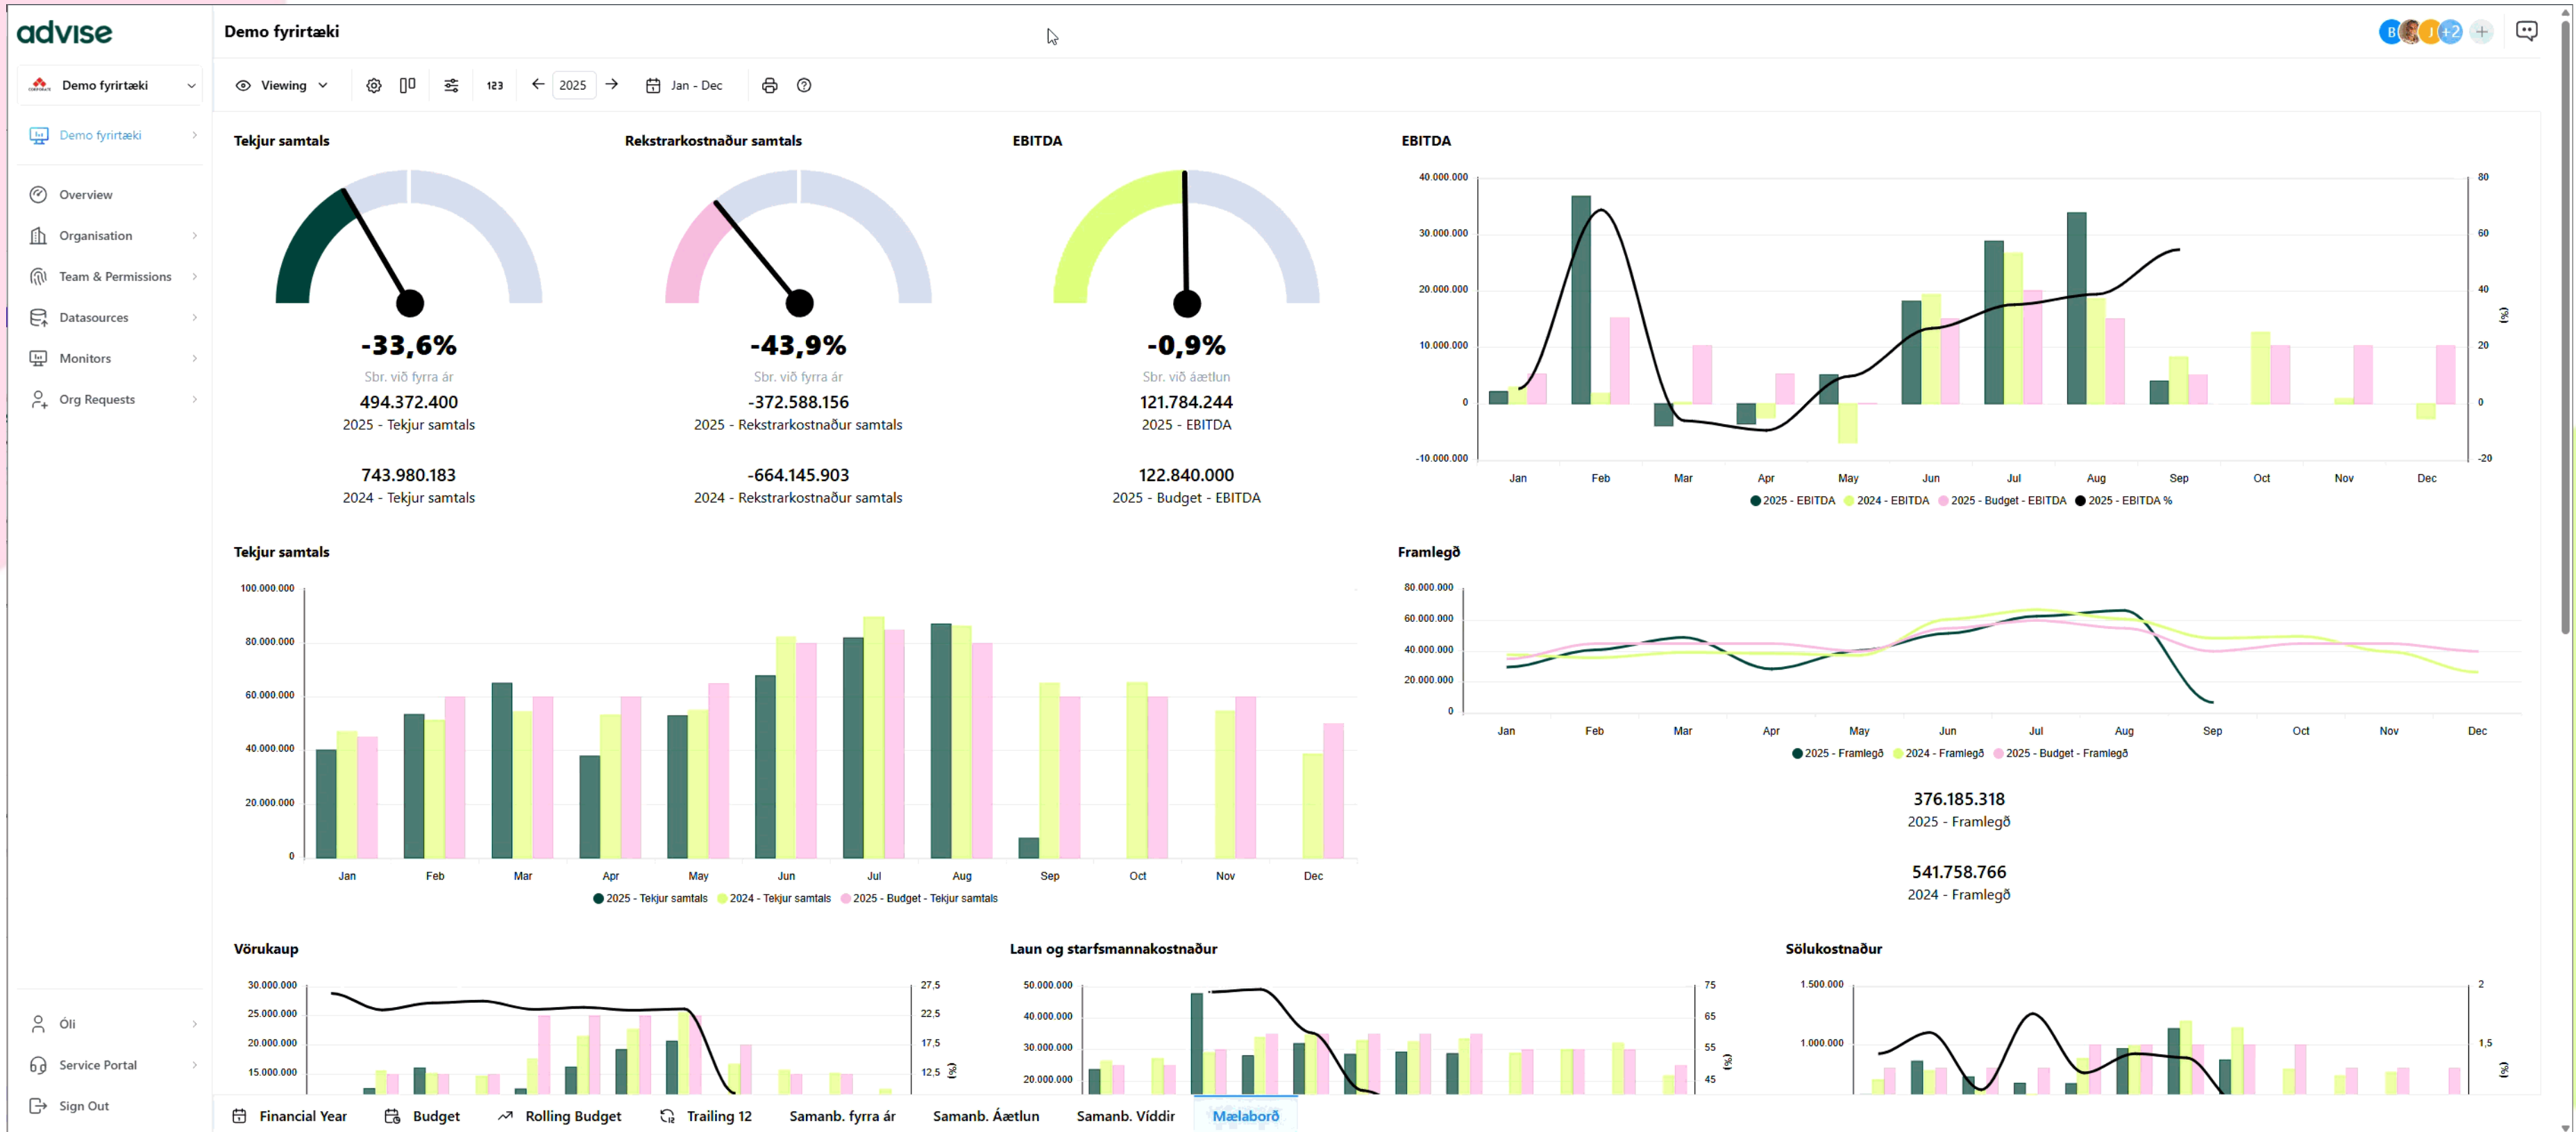 advise
Demo fyrirtæki
B J +2
Demo fyrirtæki
Viewing 123 2025 Jan - Dec
Demo fyrirtæki
Overview
Organisation
Team & Permissions
Datasources
Monitors
Org Requests
Óli
Service Portal
Sign Out
Tekjur samtals
-33,6%
Sbr. við fyrra ár
494.372.400
2025 - Tekjur samtals
743.980.183
2024 - Tekjur samtals
Rekstrarkostnaður samtals
-43,9%
Sbr. við fyrra ár
-372.588.156
2025 - Rekstrarkostnaður samtals
-664.145.903
2024 - Rekstrarkostnaður samtals
EBITDA
-0,9%
Sbr. við áætlun
121.784.244
2025 - EBITDA
122.840.000
2025 - Budget - EBITDA
EBITDA
40.000.000 80
30.000.000 60
20.000.000 40
(%)
10.000.000 20
0 0
-10.000.000 -20
Jan Feb Mar Apr May Jun Jul Aug Sep Oct Nov Dec
2025 - EBITDA 2024 - EBITDA 2025 - Budget - EBITDA 2025 - EBITDA %
Tekjur samtals
100.000.000
80.000.000
60.000.000
40.000.000
20.000.000
0
Jan Feb Mar Apr May Jun Jul Aug Sep Oct Nov Dec
2025 - Tekjur samtals 2024 - Tekjur samtals 2025 - Budget - Tekjur samtals
Framlegð
80.000.000
60.000.000
40.000.000
20.000.000
0
Jan Feb Mar Apr May Jun Jul Aug Sep Oct Nov Dec
2025 - Framlegð 2024 - Framlegð 2025 - Budget - Framlegð
376.185.318
2025 - Framlegð
541.758.766
2024 - Framlegð
Vörukaup
30.000.000 27.5
25.000.000 22.5
20.000.000 17.5
15.000.000 12.5
(%)
Laun og starfsmannakostnaður
50.000.000 75
40.000.000 65
30.000.000 55
(%)
20.000.000 45
Sölukostnaður
1.500.000 2
1.000.000 1,5
(%)
Financial Year Budget Rolling Budget Trailing 12 Samanb. fyrra ár Samanb. Áætlun Samanb. Víddir Mælaborð